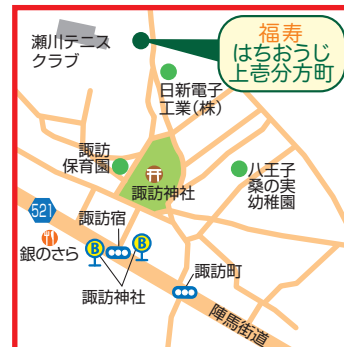 瀬川テニス
クラブ
福寿
はちおうじ
上壱分方町
日新電子
工業(株)
諏訪
保育園
諏訪神社
八王子
桑の実
幼稚園
521
諏訪宿
銀のさら
B
B
諏訪町
諏訪神社
陣馬街道